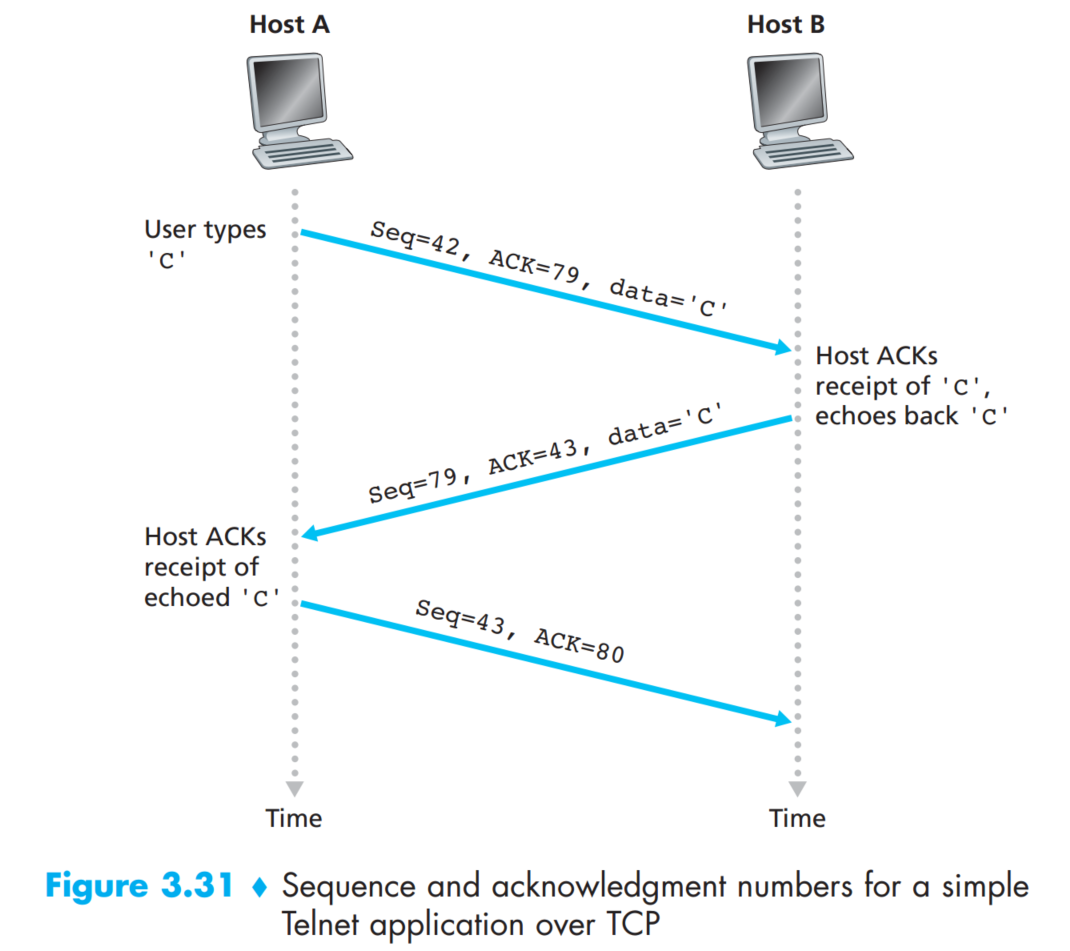 Host A
Host B
User types
'C'
Seq=42, ACK=79, data='C'
Host ACKs
receipt of 'C',
echoes back 'C'
Seq=79, ACK=43, data='C'
Host ACKs
receipt of
echoed 'C'
Seq=43, ACK=80
Time
Time
Figure 3.31 ♦ Sequence and acknowledgment numbers for a simple
Telnet application over TCP